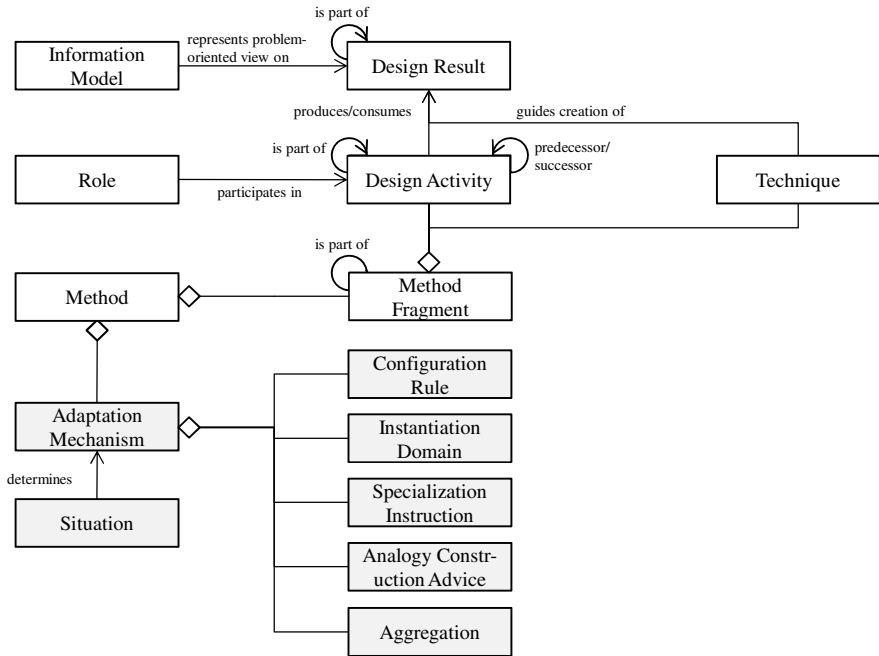 is part of
represents problem-
oriented view on
Information
Model
Design Result
produces/consumes
guides creation of
is part of
predecessor/
successor
Role
Design Activity
Technique
participates in
is part of
Method
Method
Fragment
Configuration
Rule
Adaptation
Mechanism
Instantiation
Domain
determines
Specialization
Instruction
Situation
Analogy Constr-
uction Advice
Aggregation